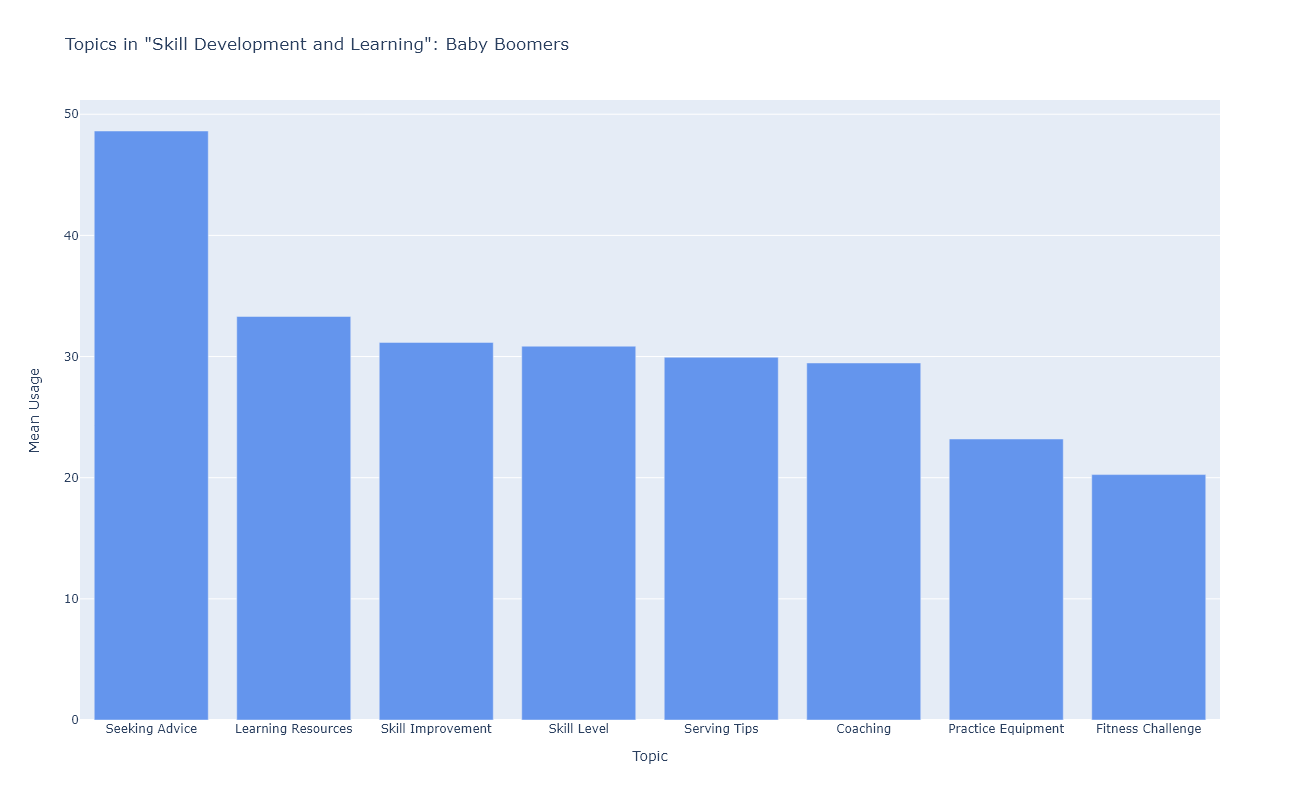 Topics in "Skill Development and Learning": Baby Boomers
50
40
30
20
10
0
Mean Usage
Seeking Advice
Learning Resources
Skill Improvement
Skill Level
Serving Tips
Coaching
Practice Equipment
Fitness Challenge
Topic